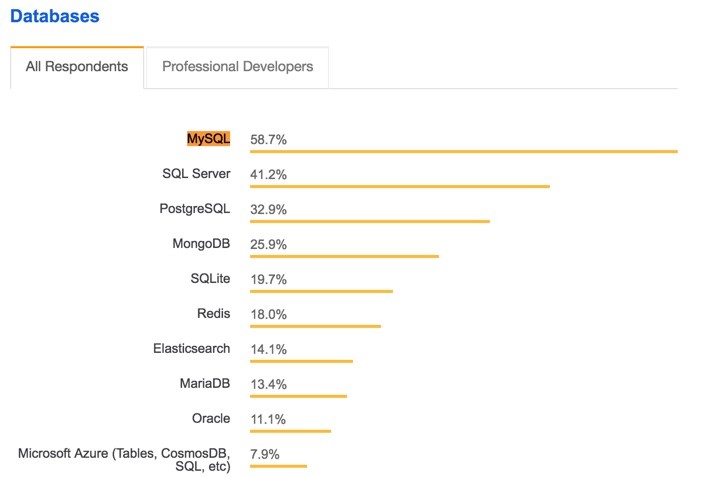 Databases
All Respondents
Professional Developers
MySQL 58.7%
SQL Server 41.2%
PostgreSQL 32.9%
MongoDB 25.9%
SQLite 19.7%
Redis 18.0%
Elasticsearch 14.1%
MariaDB 13.4%
Oracle 11.1%
Microsoft Azure (Tables, CosmosDB, 7.9%
SQL, etc)